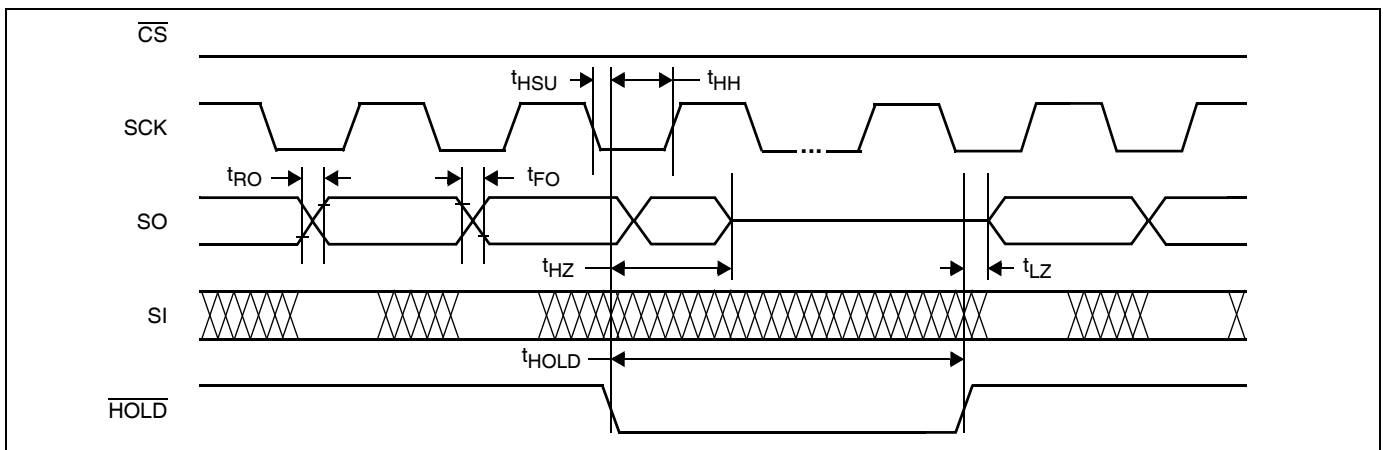 CS
tHSU
tHH
SCK
...
tRO
tFO
SO
tHZ
tLZ
SI
tHOLD
HOLD